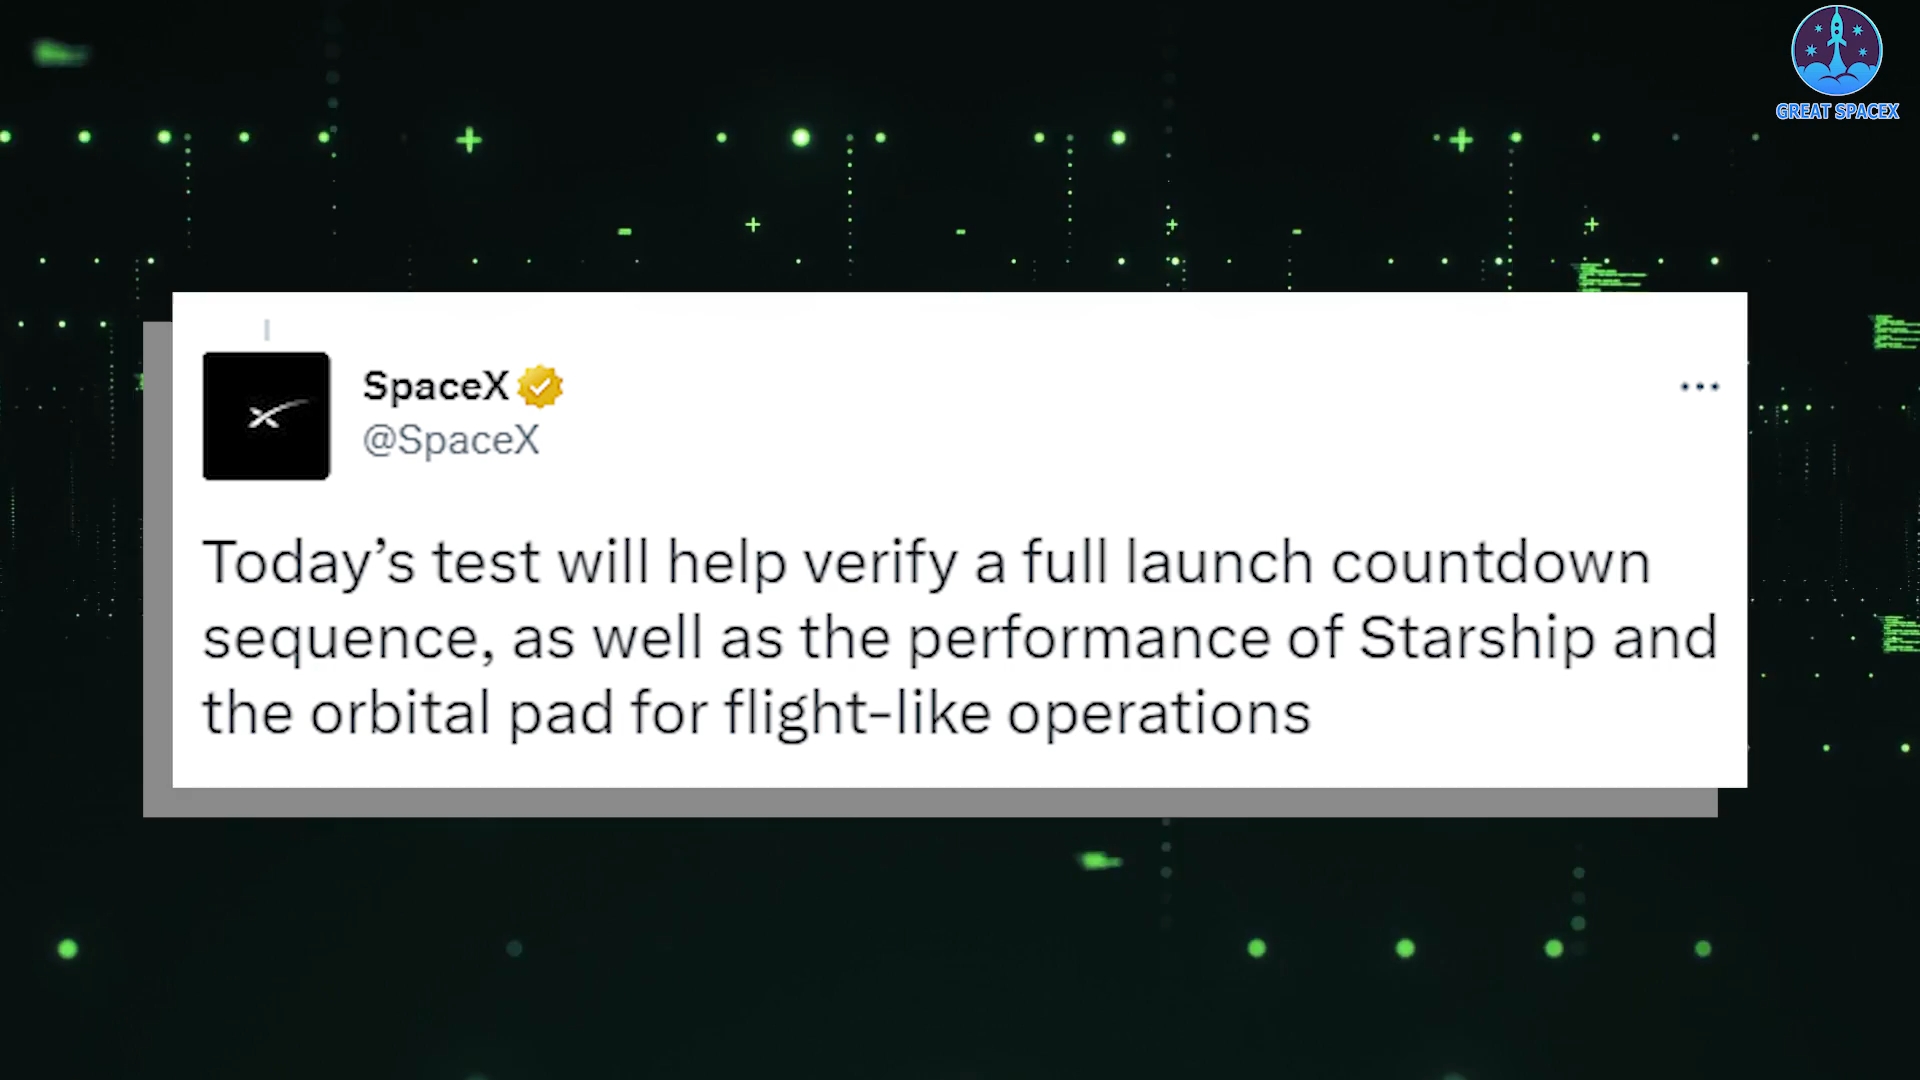 GREAT SPACEX
SpaceX
@SpaceX
Today’s test will help verify a full launch countdown
sequence, as well as the performance of Starship and
the orbital pad for flight-like operations